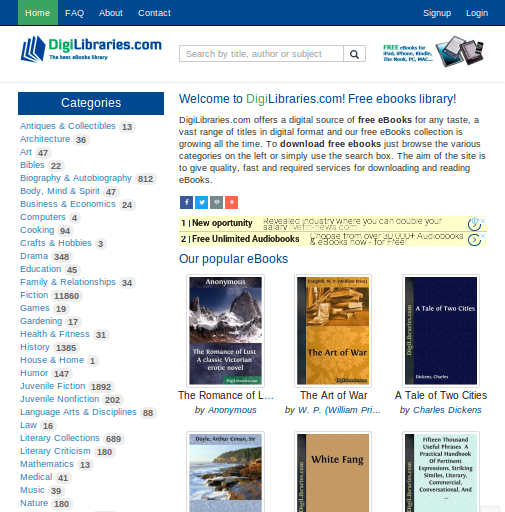 Home FAQ About Contact Signup Login
DigiLibraries.com
The best eBooks library
Search by title, author or subject
FREE eBooks for
iPad, iPhone, Kindle,
The Nook, PC, MAC...
Categories
Antiques & Collectibles 13
Architecture 36
Art 47
Bibles 22
Biography & Autobiography 812
Body, Mind & Spirit 47
Business & Economics 24
Computers 4
Cooking 94
Crafts & Hobbies 3
Drama 348
Education 45
Family & Relationships 34
Fiction 11860
Games 19
Gardening 17
Health & Fitness 31
History 1385
House & Home 1
Humor 147
Juvenile Fiction 1892
Juvenile Nonfiction 202
Language Arts & Disciplines 88
Law 16
Literary Collections 689
Literary Criticism 180
Mathematics 13
Medical 41
Music 39
Nature 180
Welcome to DigiLibraries.com! Free ebooks library!
DigiLibraries.com offers a digital source of free eBooks for any taste, a
vast range of titles in digital format and our free eBooks collection is
growing all the time. To download free ebooks just browse the various
categories on the left or simply use the search box. The aim of the site is
to give quality, fast and required services for downloading and reading
eBooks.
1 New oportunity Revealed industry where you can double your
salary livefin-news.com
2 Free Unlimited Audiobooks Choose from over 30 000+ Audiobooks
& eBooks now - for Free!
Our popular eBooks
Anonymous
The Romance of Lust
A classic Victorian
erotic novel
DigiLibraries.com
The Romance of L...
by Anonymous
The Art of War
DigiLibraries.com
The Art of War
by W. P. (William Pri...
A Tale of Two Cities
Dickens, Charles
DigiLibraries.com
A Tale of Two Cities
by Charles Dickens
Doyle, Arthur Conan, Sir
White Fang
Fifteen Thousand
Useful Phrases A
Practical Handbook
Of Pertinent
Expressions, Striking
Similes, Literary,
Commercial,
Conversational, And
...